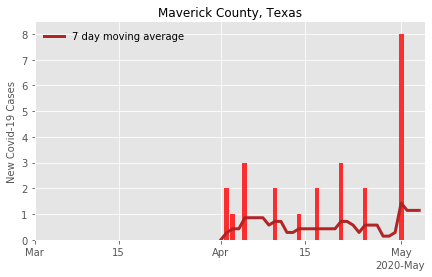 Maverick County, Texas
7 day moving average
New Covid-19 Cases
8
7
6
5
4
3
2
1
0
Mar
15
Apr
15
May
2020-May